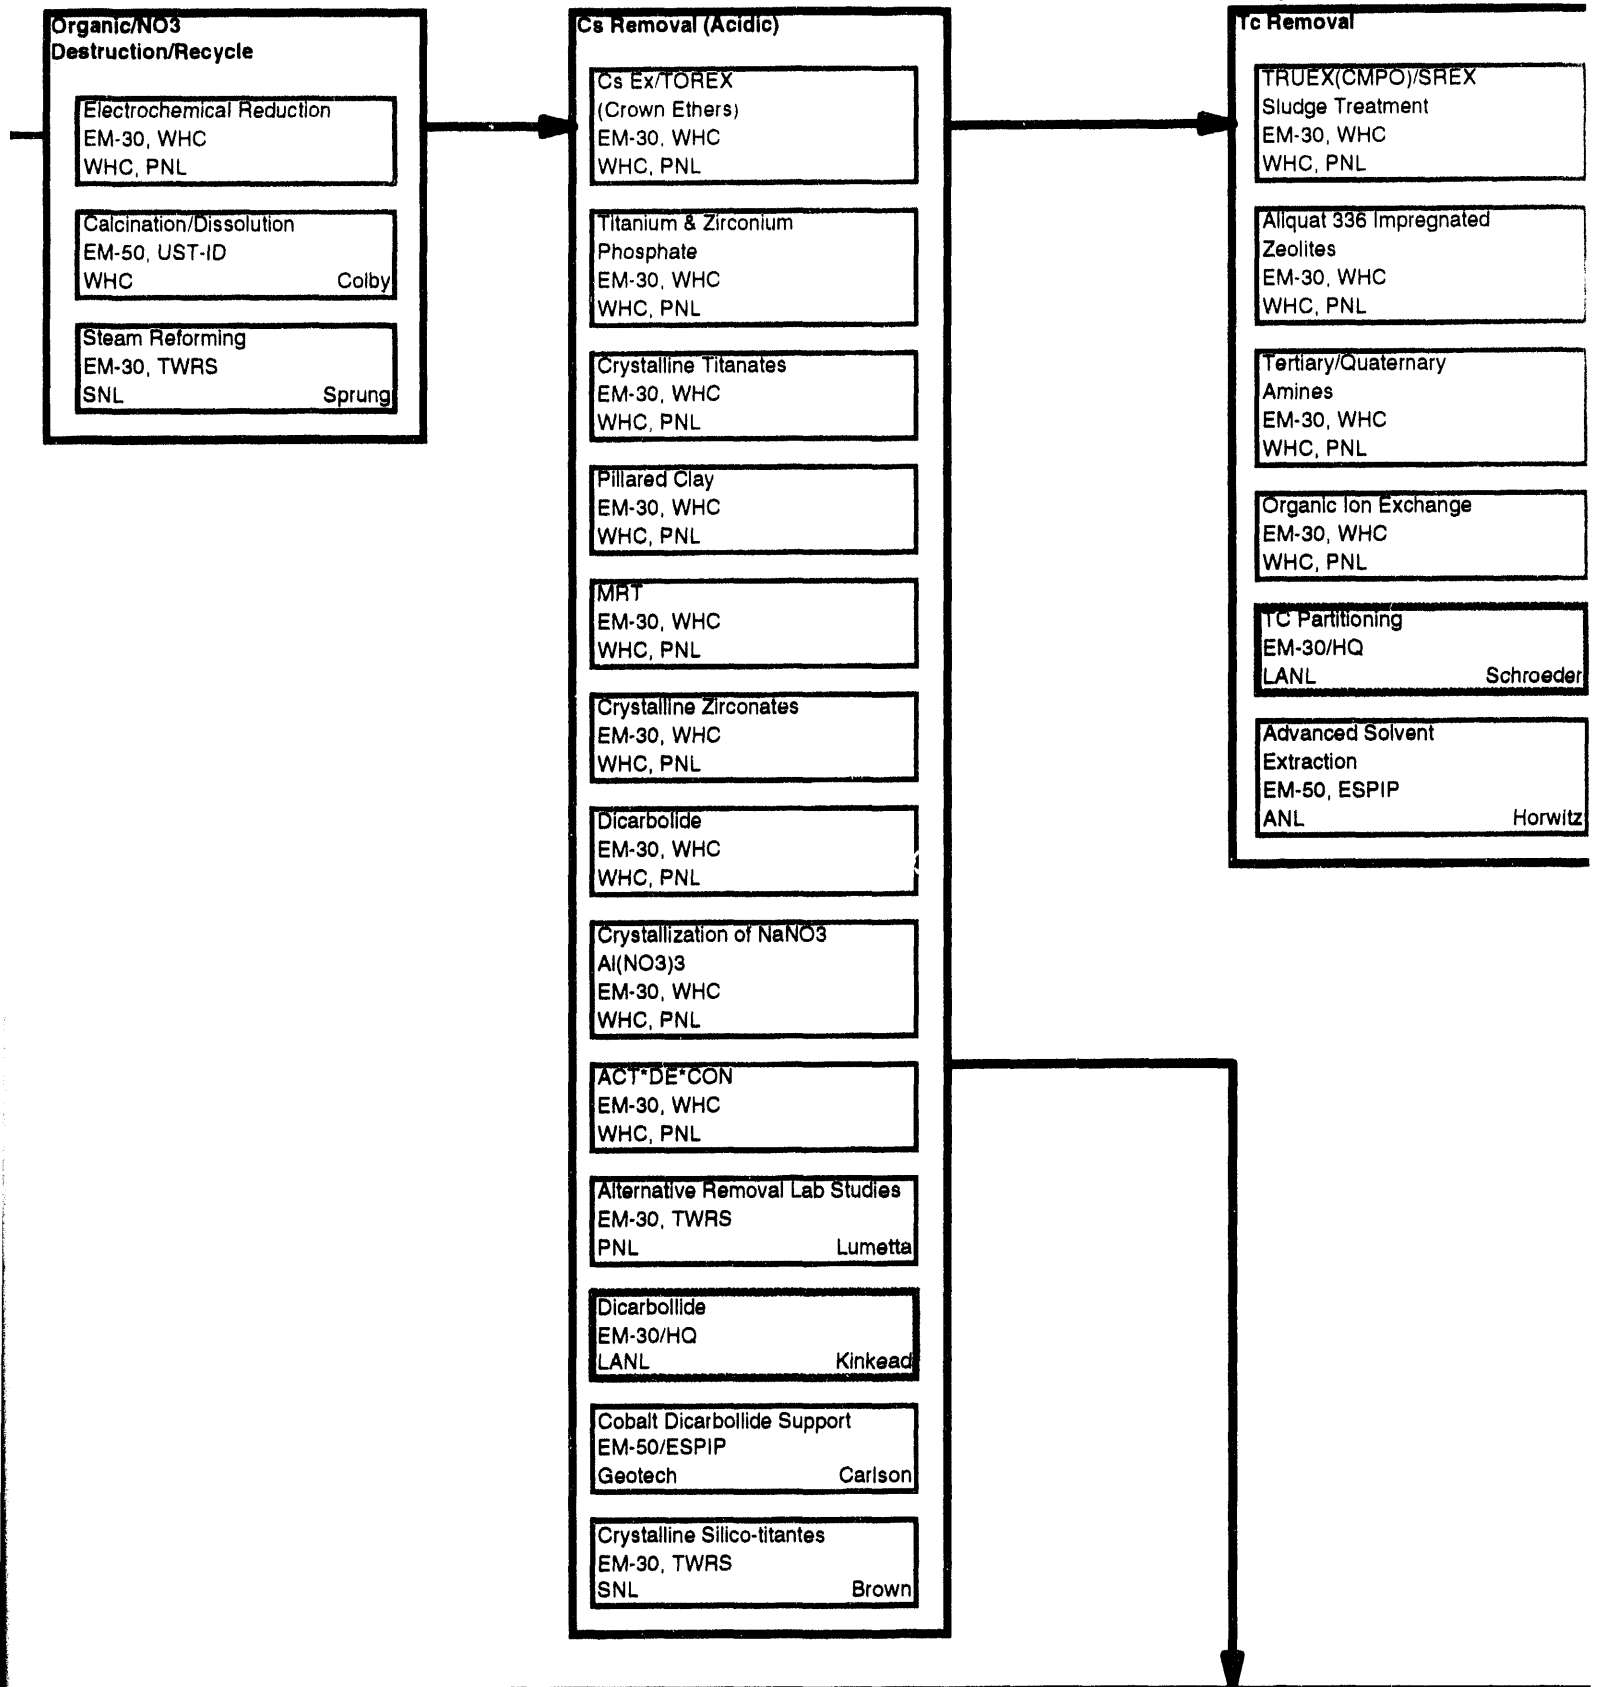 Organic/NO3
Destruction/Recycle
Electrochemical Reduction
EM-30, WHC
WHC, PNL
Calcination/Dissolution
EM-50, UST-ID
WHC Colby
Steam Reforming
EM-30, TWRS
SNL Sprung
Cs Removal (Acidic)
Cs Ex/TOREX
(Crown Ethers)
EM-30, WHC
WHC, PNL
Titanium & Zirconium
Phosphate
EM-30, WHC
WHC, PNL
Crystalline Titanates
EM-30, WHC
WHC, PNL
Pillared Clay
EM-30, WHC
WHC, PNL
MRT
EM-30, WHC
WHC, PNL
Crystalline Zirconates
EM-30, WHC
WHC, PNL
Dicarbolide
EM-30, WHC
WHC, PNL
Crystallization of NaNO3
Al(NO3)3
EM-30, WHC
WHC, PNL
ACT*DE*CON
EM-30, WHC
WHC, PNL
Alternative Removal Lab Studies
EM-30, TWRS
PNL Lumetta
Dicarbollide
EM-30/HQ
LANL Kinkead
Cobalt Dicarbollide Support
EM-50/ESPIP
Geotech Carlson
Crystalline Silico-titantes
EM-30, TWRS
SNL Brown
Tc Removal
TRUEX(CMPO)/SREX
Sludge Treatment
EM-30, WHC
WHC, PNL
Aliquat 336 Impregnated
Zeolites
EM-30, WHC
WHC, PNL
Tertiary/Quaternary
Amines
EM-30, WHC
WHC, PNL
Organic Ion Exchange
EM-30, WHC
WHC, PNL
TC Partitioning
EM-30/HQ
LANL Schroeder
Advanced Solvent
Extraction
EM-50, ESPIP
ANL Horwitz